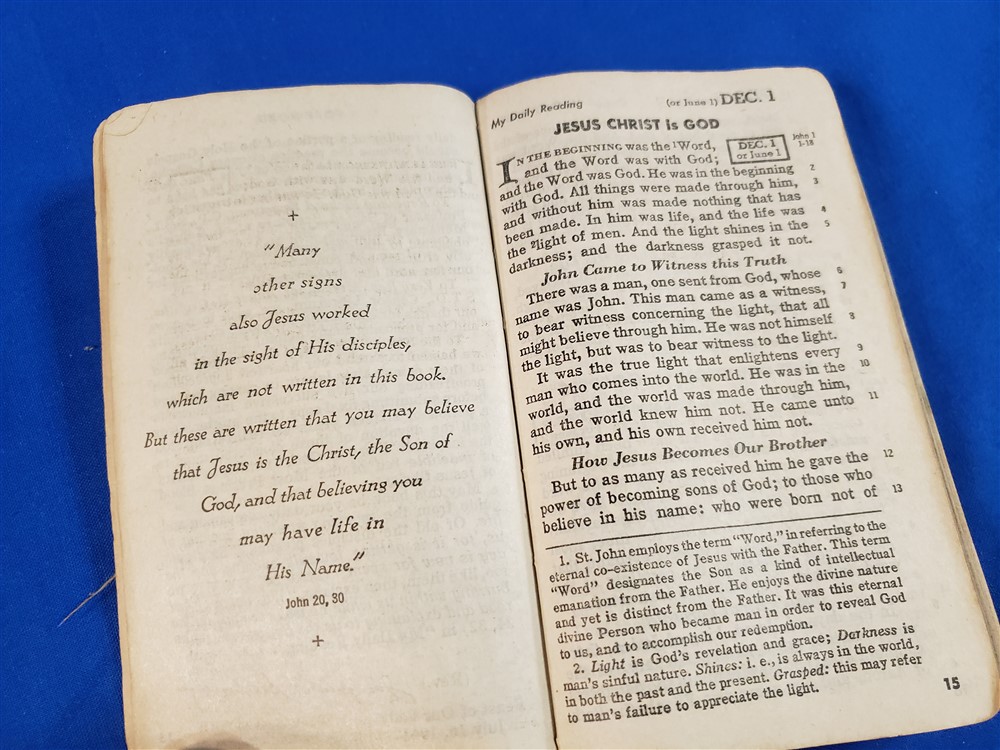 +
"Many
other signs
also Jesus worked
in the sight of His disciples,
which are not written in this book.
But these are written that you may believe
that Jesus is the Christ, the Son of
God, and that believing you
may have life in
His Name."
John 20, 30
+
My Daily Reading (or June 1) DEC. 1
JESUS CHRIST is GOD
IN THE BEGINNING was the 1Word,
and the Word was with God;
DEC. 1
or June 1
John 1
1-18
and the Word was God. He was in the beginning 2
with God. All things were made through him, 3
and without him was made nothing that has
been made. In him was life, and the life was 4
the 2light of men. And the light shines in the 5
darkness; and the darkness grasped it not.
John Came to Witness this Truth
There was a man, one sent from God, whose 6
name was John. This man came as a witness, 7
to bear witness concerning the light, that all
might believe through him. He was not himself 8
the light, but was to bear witness to the light.
It was the true light that enlightens every 9
man who comes into the world. He was in the 10
world, and the world was made through him,
and the world knew him not. He came unto 11
his own, and his own received him not.
How Jesus Becomes Our Brother
But to as many as received him he gave the 12
power of becoming sons of God; to those who
believe in his name: who were born not of 13
1. St. John employs the term "Word," in referring to the
eternal co-existence of Jesus with the Father. This term
"Word" designates the Son as a kind of intellectual
emanation from the Father. He enjoys the divine nature
and yet is distinct from the Father. It was this eternal
divine Person who became man in order to reveal God
to us, and to accomplish our redemption.
2. Light is God's revelation and grace; Darkness is
man's sinful nature. Shines: i. e., is always in the world,
in both the past and the present. Grasped: this may refer
to man's failure to appreciate the light.
15